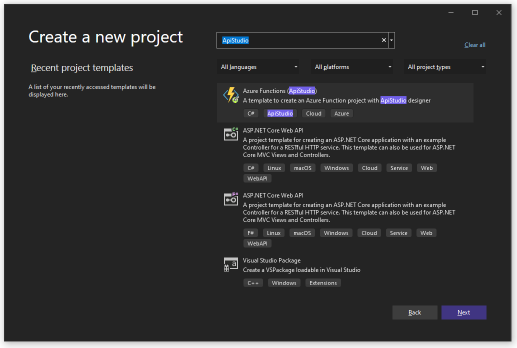 Create a new project
ApiStudio
Clear all
Recent project templates
A list of your recently accessed templates will be
displayed here.
All languages
All platforms
All project types
Azure Functions (ApiStudio)
A template to create an Azure Function project with ApiStudio designer
C#
ApiStudio
Cloud
Azure
ASP.NET Core Web API
A project template for creating an ASP.NET Core application with an example
Controller for a RESTful HTTP service. This template can also be used for ASP.NET
Core MVC Views and Controllers.
C#
Linux
macOS
Windows
Cloud
Service
Web
WebAPI
ASP.NET Core Web API
A project template for creating an ASP.NET Core application with an example
Controller for a RESTful HTTP service. This template can also be used for ASP.NET
Core MVC Views and Controllers.
F#
Linux
macOS
Windows
Cloud
Service
Web
WebAPI
Visual Studio Package
Create a VSPackage loadable in Visual Studio
C++
Windows
Extensions
Back
Next